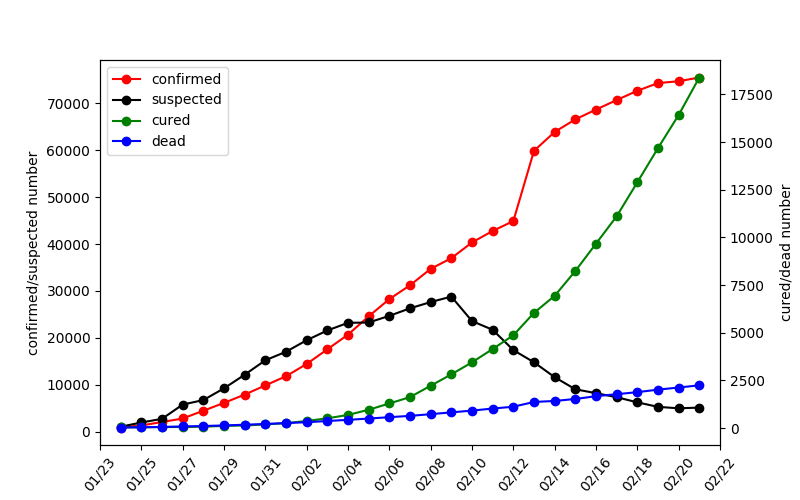 confirmed
suspected
cured
dead
confirmed/suspected number
70000
60000
50000
40000
30000
20000
10000
0
17500
15000
12500
10000
7500
5000
2500
0
cured/dead number
01/23 01/25 01/27 01/29 01/31 02/02 02/04 02/06 02/08 02/10 02/12 02/14 02/16 02/18 02/20 02/22